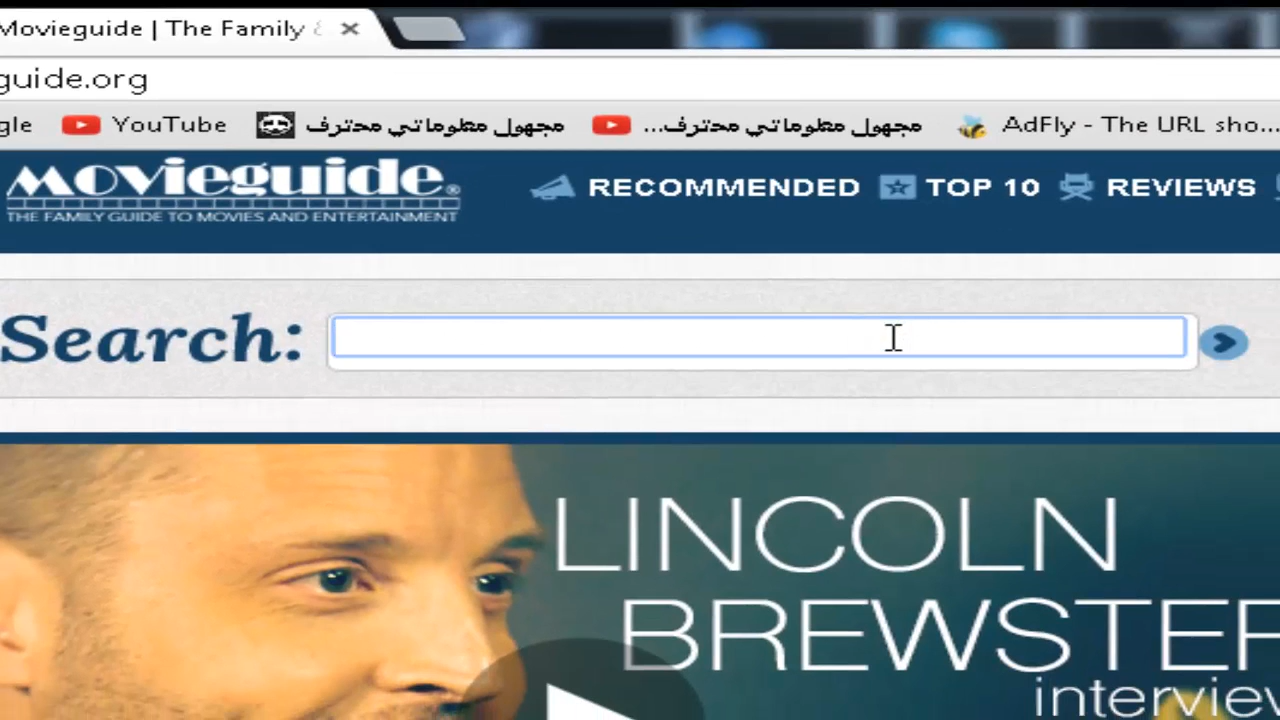 Movieguide | The Family &
guide.org
gle YouTube مجهول معلوماتي محترف مجهول معلوماتي محترف... AdFly - The URL sho...
movieguide® RECOMMENDED TOP 10 REVIEWS
THE FAMILY GUIDE TO MOVIES AND ENTERTAINMENT
Search:
LINCOLN
BREWSTER
interview